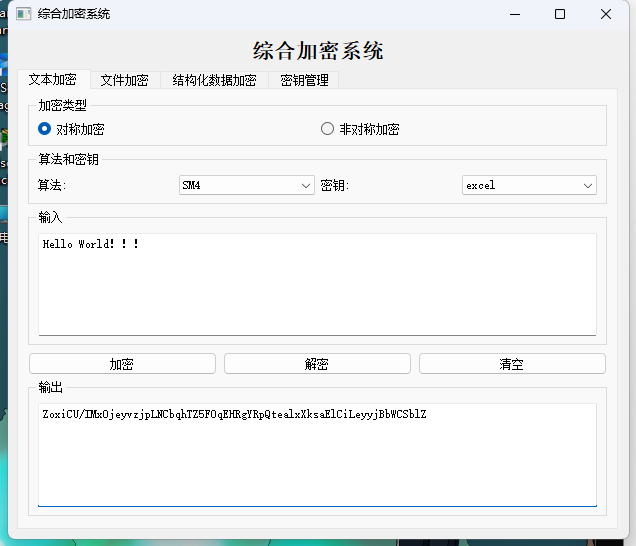 综合加密系统
综合加密系统
文本加密 文件加密 结构化数据加密 密钥管理
加密类型
对称加密 非对称加密
算法和密钥
算法: SM4 密钥: excel
输入
Hello World！！！
加密 解密 清空
输出
ZoxiCU/IMxOjeyvzjpLNCbqhTZ5FOqEHRgYRpQtealxXksaElCiLeyyjBbWCSblZ